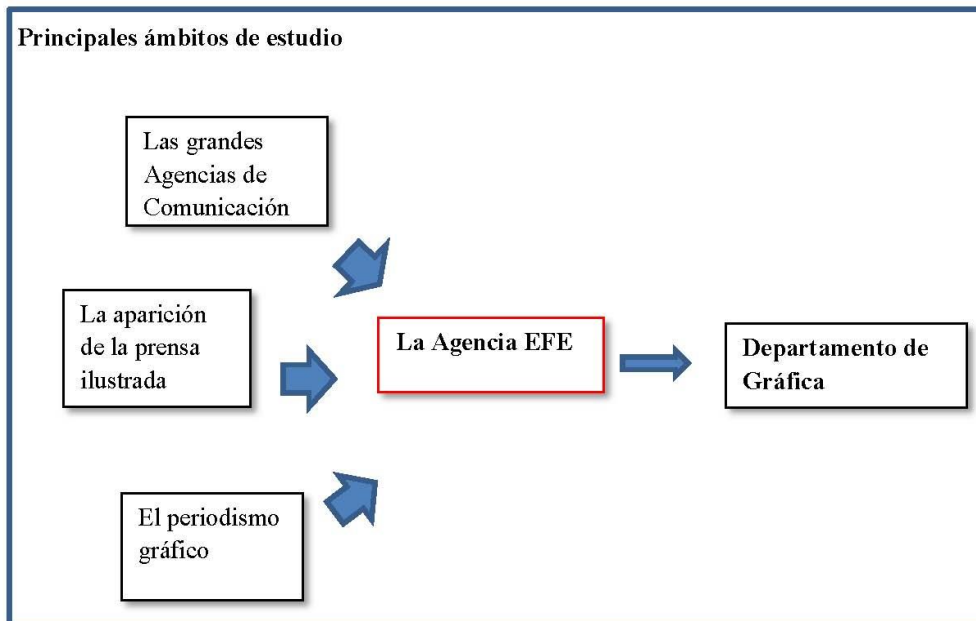 Principales ámbitos de estudio
Las grandes
Agencias de
Comunicación
La aparición
de la prensa
ilustrada
La Agencia EFE
Departamento de
Gráfica
El periodismo
gráfico